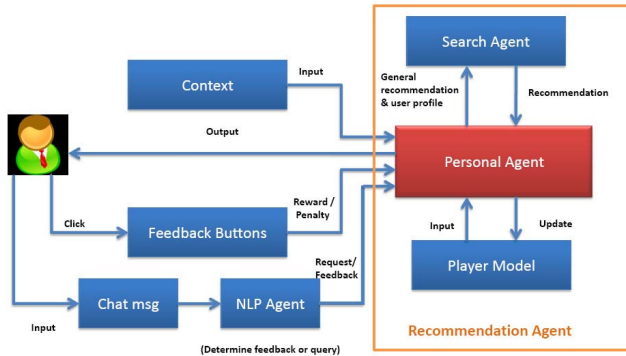 Search Agent
Input
General
recommendation
& user profile
Recommendation
Context
Output
Personal Agent
Reward /
Penalty
Click
Feedback Buttons
Input
Update
Request/
Feedback
Player Model
Chat msg
NLP Agent
Input
Recommendation Agent
(Determine feedback or query)